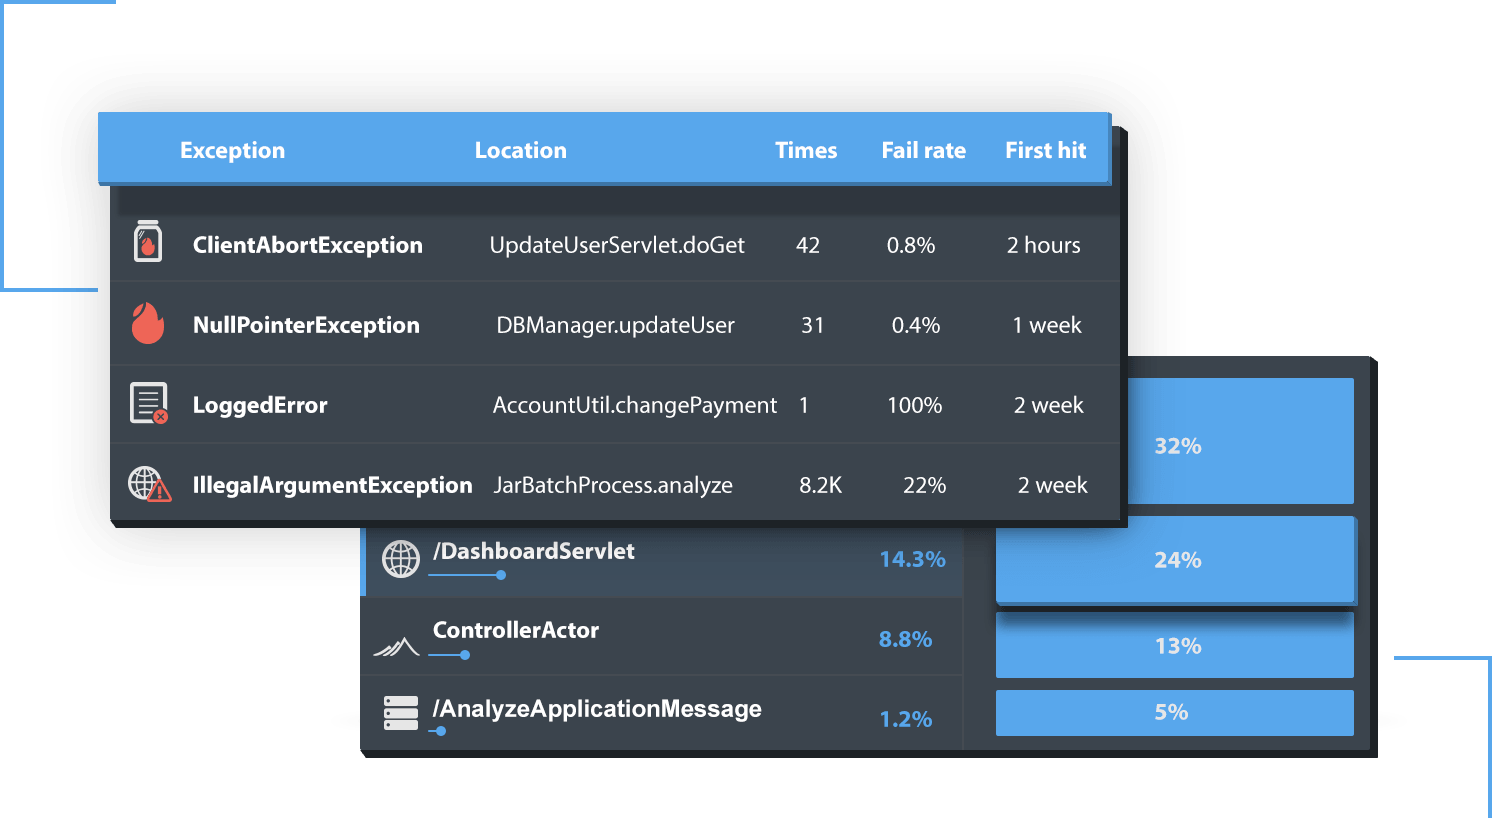 Exception Location Times Fail rate First hit
ClientAbortException UpdateUserServlet.doGet 42 0.8% 2 hours
NullPointerException DBManager.updateUser 31 0.4% 1 week
LoggedError AccountUtil.changePayment 1 100% 2 week
IllegalArgumentException JarBatchProcess.analyze 8.2K 22% 2 week
32%
/DashboardServlet 14.3% 24%
ControllerActor 8.8% 13%
/AnalyzeApplicationMessage 1.2% 5%